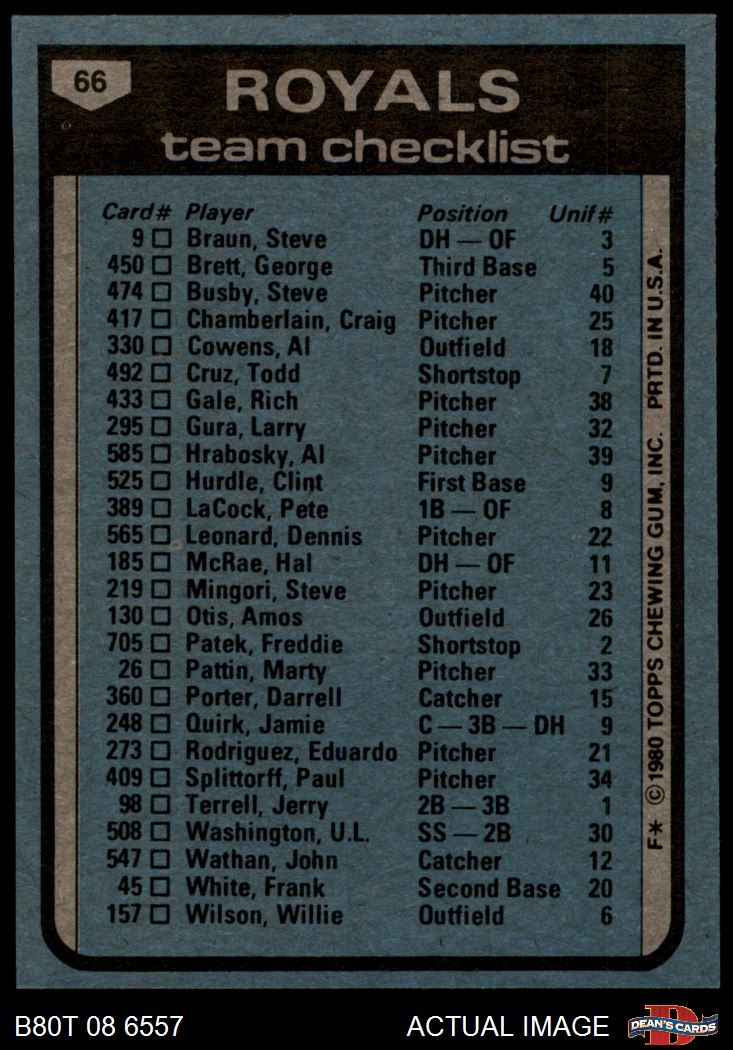 66
ROYALS
team checklist
Card# Player Position Unif#
9 Braun, Steve DH — OF 3
450 Brett, George Third Base 5
474 Busby, Steve Pitcher 40
417 Chamberlain, Craig Pitcher 25
330 Cowens, Al Outfield 18
492 Cruz, Todd Shortstop 7
433 Gale, Rich Pitcher 38
295 Gura, Larry Pitcher 32
585 Hrabosky, Al Pitcher 39
525 Hurdle, Clint First Base 9
389 LaCock, Pete 1B — OF 8
565 Leonard, Dennis Pitcher 22
185 McRae, Hal DH — OF 11
219 Mingori, Steve Pitcher 23
130 Otis, Amos Outfield 26
705 Patek, Freddie Shortstop 2
26 Pattin, Marty Pitcher 33
360 Porter, Darrell Catcher 15
248 Quirk, Jamie C — 3B — DH 9
273 Rodriguez, Eduardo Pitcher 21
409 Splittorff, Paul Pitcher 34
98 Terrell, Jerry 2B — 3B 1
508 Washington, U.L. SS — 2B 30
547 Wathan, John Catcher 12
45 White, Frank Second Base 20
157 Wilson, Willie Outfield 6
F* © 1980 TOPPS CHEWING GUM, INC. PRTD. IN U.S.A.
B80T 08 6557 ACTUAL IMAGE
DEAN'S CARDS